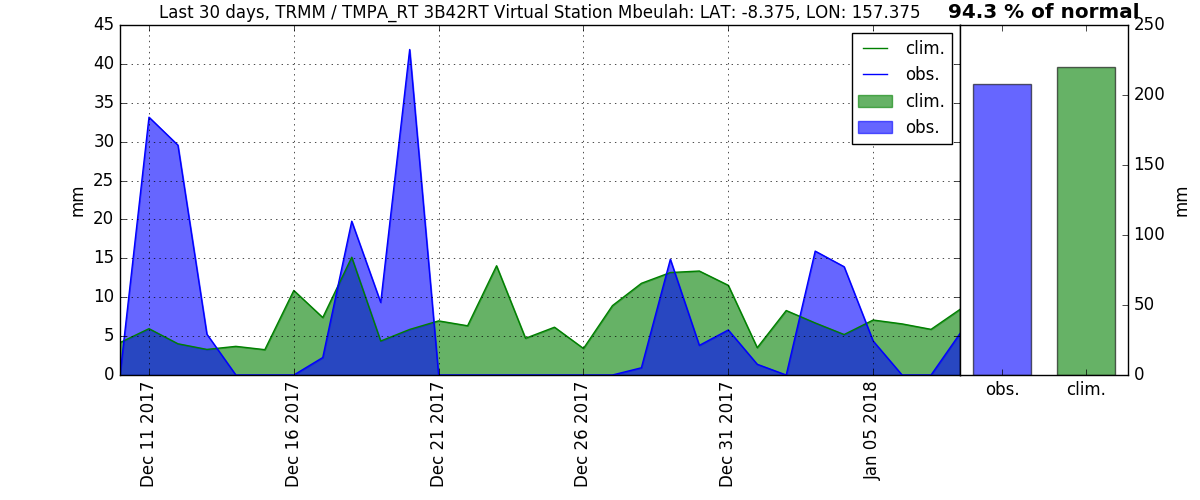 Last 30 days, TRMM / TMPA_RT 3B42RT Virtual Station Mbeulah: LAT: -8.375, LON: 157.375
94.3 % of normal
45
40
35
30
25
20
15
10
5
0
mm
clim.
obs.
clim.
obs.
Dec 11 2017
Dec 16 2017
Dec 21 2017
Dec 26 2017
Dec 31 2017
Jan 05 2018
250
200
150
100
50
0
mm
obs.
clim.